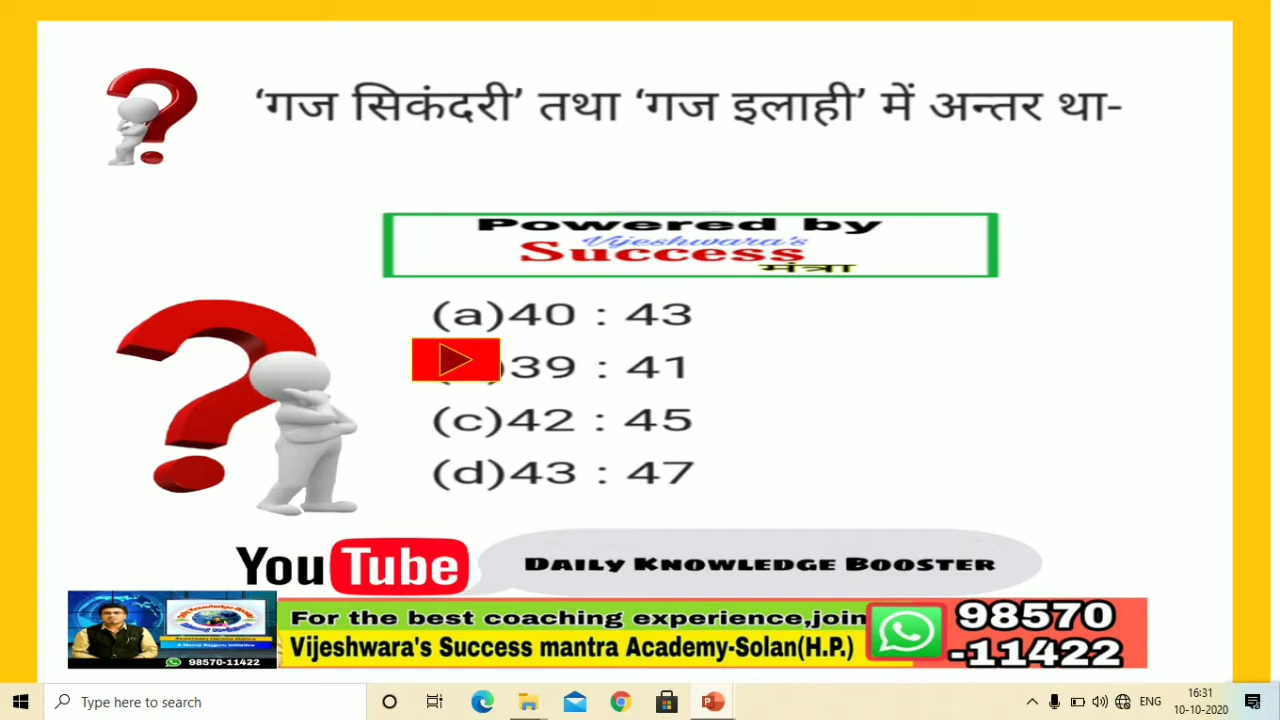 ‘गज सिकंदरी’ तथा ‘गज इलाही’ में अन्तर था-
Powered by
Vijeshwara's
Success
मंत्रा
(a)40 : 43
)39 : 41
(c)42 : 45
(d)43 : 47
YouTube
Daily Knowledge Booster
For the best coaching experience,join
Vijeshwara's Success mantra Academy-Solan(H.P.)
98570
-11422
98570-11422
Type here to search
ENG
16:31
10-10-2020